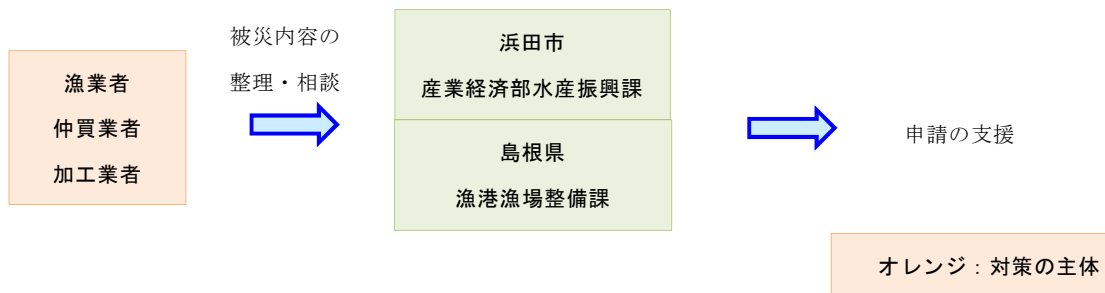 漁業者
仲買業者
加工業者
被災内容の
整理・相談
浜田市
産業経済部水産振興課
島根県
漁港漁場整備課
申請の支援
オレンジ：対策の主体